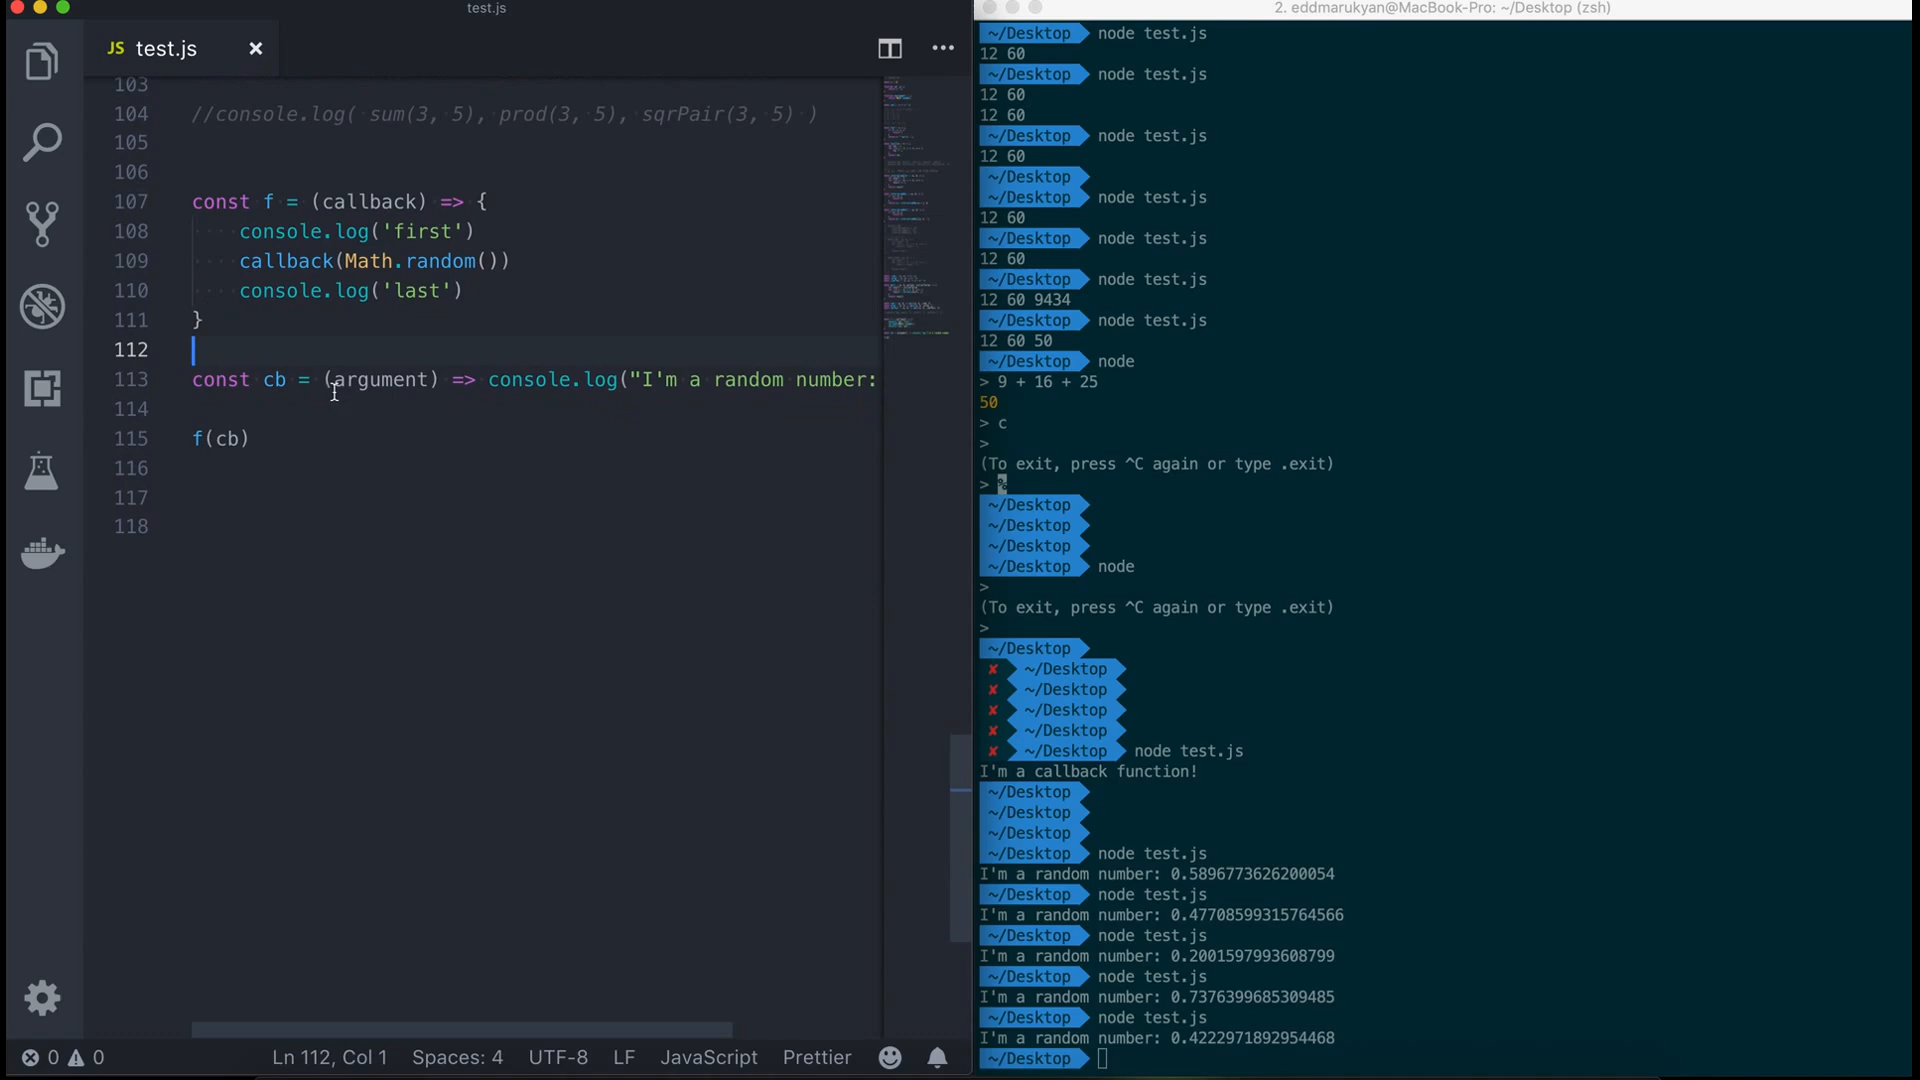 test.js
JS test.js
103
104 //console.log( sum(3, 5), prod(3, 5), sqrPair(3, 5) )
105
106
107 const f = (callback) => {
108 console.log('first')
109 callback(Math.random())
110 console.log('last')
111 }
112
113 const cb = (argument) => console.log("I'm a random number:
114
115 f(cb)
116
117
118
0 0 Ln 112, Col 1 Spaces: 4 UTF-8 LF JavaScript Prettier
2. eddmarukyan@MacBook-Pro: ~/Desktop (zsh)
~/Desktop node test.js
12 60
~/Desktop node test.js
12 60
12 60
~/Desktop node test.js
12 60
~/Desktop
~/Desktop node test.js
12 60
~/Desktop node test.js
12 60
~/Desktop node test.js
12 60 9434
~/Desktop node test.js
12 60 50
~/Desktop node
> 9 + 16 + 25
50
> c
>
(To exit, press ^C again or type .exit)
> %
~/Desktop
~/Desktop
~/Desktop
~/Desktop node
>
(To exit, press ^C again or type .exit)
>
~/Desktop
✘ ~/Desktop
✘ ~/Desktop
✘ ~/Desktop
✘ ~/Desktop
✘ ~/Desktop node test.js
I'm a callback function!
~/Desktop
~/Desktop
~/Desktop
~/Desktop node test.js
I'm a random number: 0.5896773626200054
~/Desktop node test.js
I'm a random number: 0.47708599315764566
~/Desktop node test.js
I'm a random number: 0.2001597993608799
~/Desktop node test.js
I'm a random number: 0.7376399685309485
~/Desktop node test.js
I'm a random number: 0.4222971892954468
~/Desktop